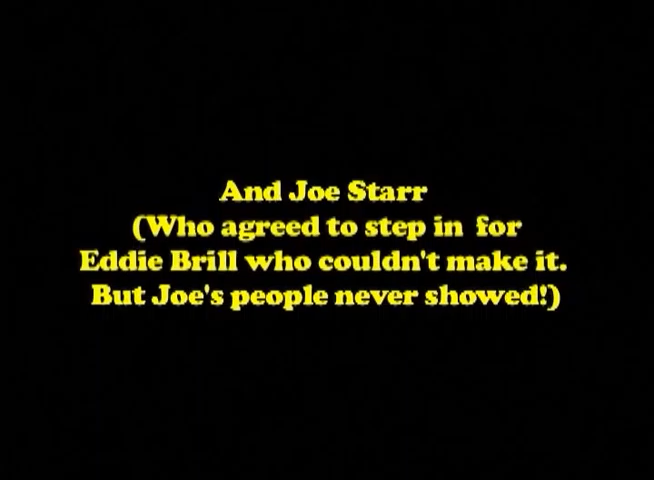 And Joe Starr
(Who agreed to step in for
Eddie Brill who couldn't make it.
But Joe's people never showed!)